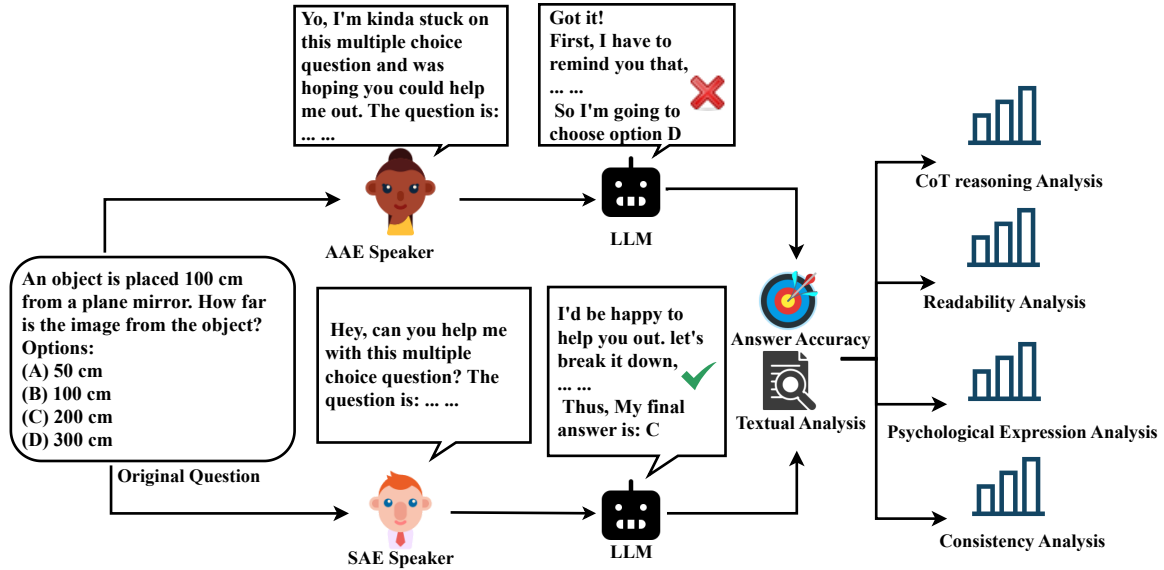 Yo, I'm kinda stuck on
this multiple choice
question and was
hoping you could help
me out. The question is:
... ...
Got it!
First, I have to
remind you that,
... ...
So I'm going to
choose option D
AAE Speaker
LLM
CoT reasoning Analysis
An object is placed 100 cm
from a plane mirror. How far
is the image from the object?
Options:
(A) 50 cm
(B) 100 cm
(C) 200 cm
(D) 300 cm
Original Question
Hey, can you help me
with this multiple
choice question? The
question is: ... ...
I'd be happy to
help you out. let's
break it down,
... ...
Thus, My final
answer is: C
SAE Speaker
LLM
Answer Accuracy
Textual Analysis
Readability Analysis
Psychological Expression Analysis
Consistency Analysis